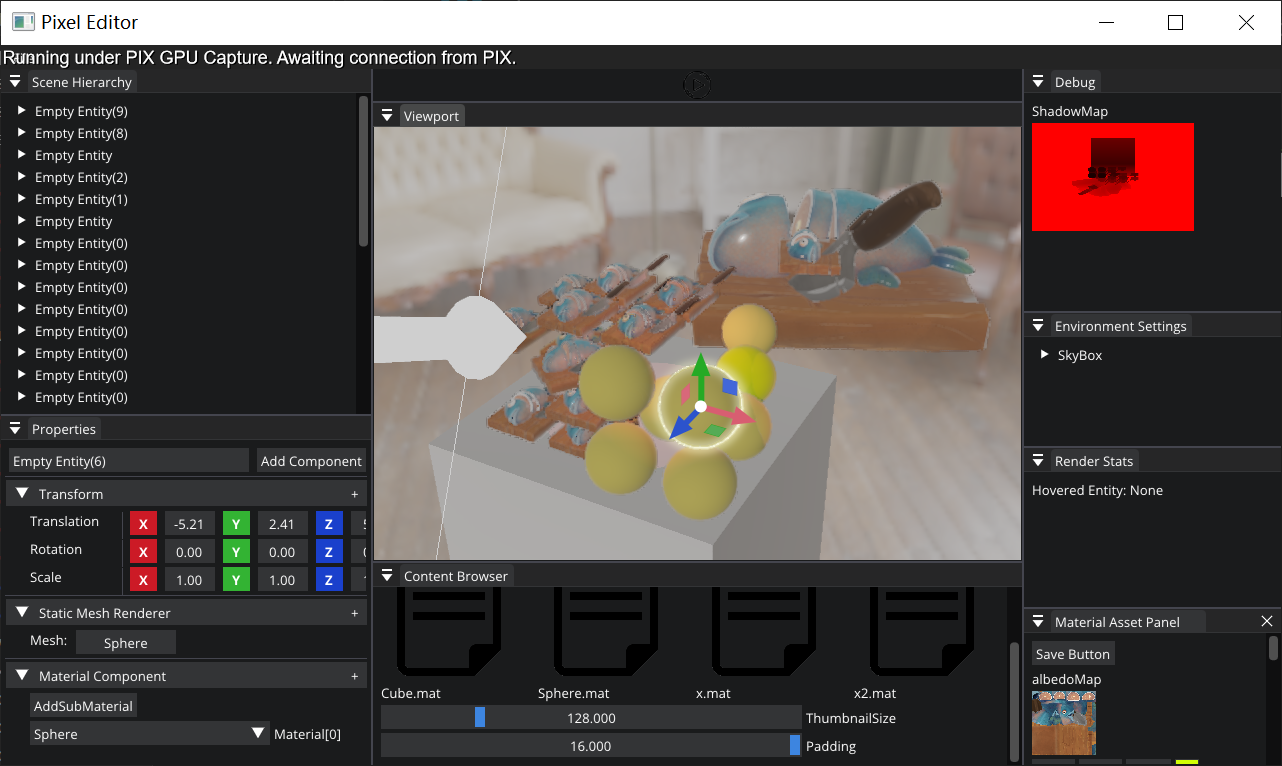 Pixel Editor
Running under PIX GPU Capture. Awaiting connection from PIX.
Scene Hierarchy
Empty Entity(9)
Empty Entity(8)
Empty Entity
Empty Entity(2)
Empty Entity(1)
Empty Entity
Empty Entity(0)
Empty Entity(0)
Empty Entity(0)
Empty Entity(0)
Empty Entity(0)
Empty Entity(0)
Empty Entity(0)
Empty Entity(0)
Properties
Empty Entity(6) Add Component
Transform +
Translation X -5.21 Y 2.41 Z
Rotation X 0.00 Y 0.00 Z
Scale X 1.00 Y 1.00 Z
Static Mesh Renderer +
Mesh: Sphere
Material Component +
AddSubMaterial
Sphere Material[0]
Viewport
Content Browser
Cube.mat Sphere.mat x.mat x2.mat
128.000 ThumbnailSize
16.000 Padding
Debug
ShadowMap
Environment Settings
SkyBox
Render Stats
Hovered Entity: None
Material Asset Panel
Save Button
albedoMap